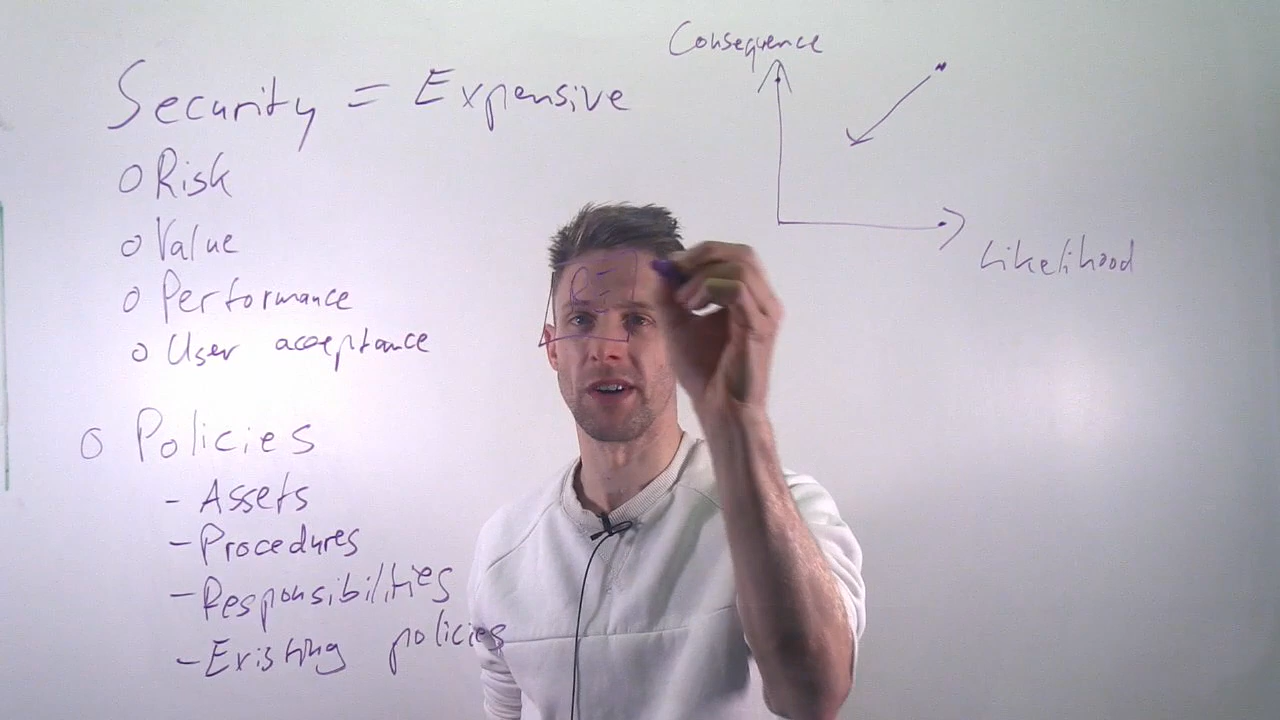 Security = Expensive
o Risk
o Value
o Performance
o User acceptance
o Policies
- Assets
- Procedures
- Responsibilities
- Existing policies
Consequence
Likelihood